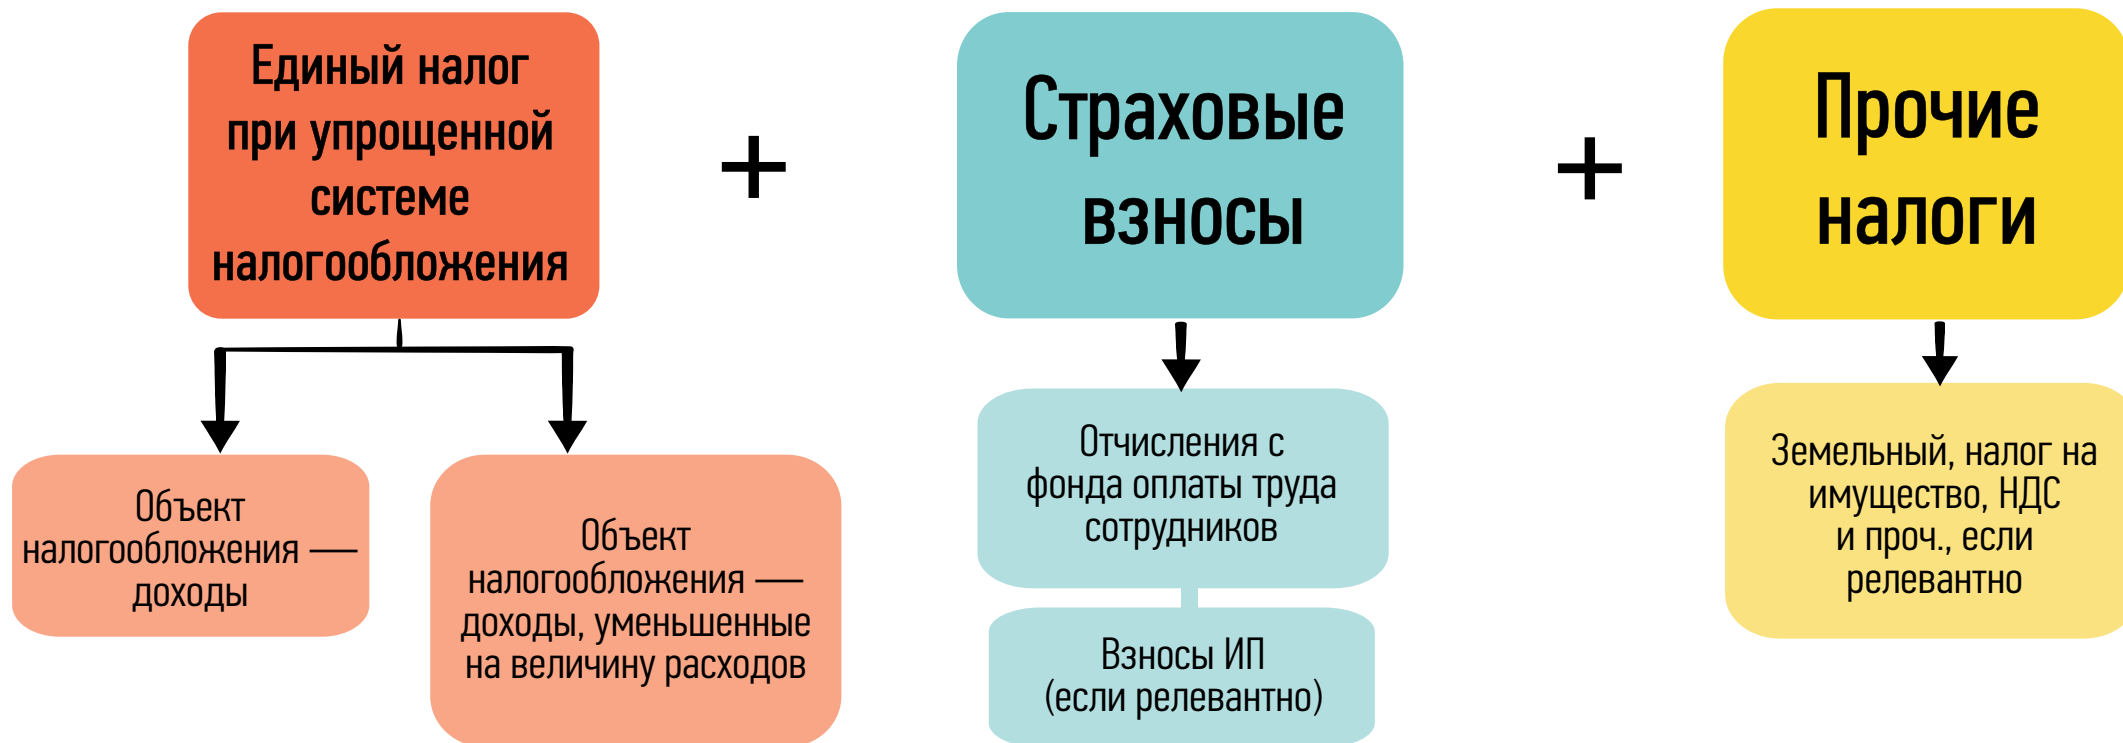 Единый налог
при упрощенной
системе
налогообложения
+
Страховые
взносы
+
Прочие
налоги
Объект
налогообложения —
доходы
Объект
налогообложения —
доходы, уменьшенные
на величину расходов
Отчисления с
фонда оплаты труда
сотрудников
Взносы ИП
(если релевантно)
Земельный, налог на
имущество, НДС
и проч., если
релевантно